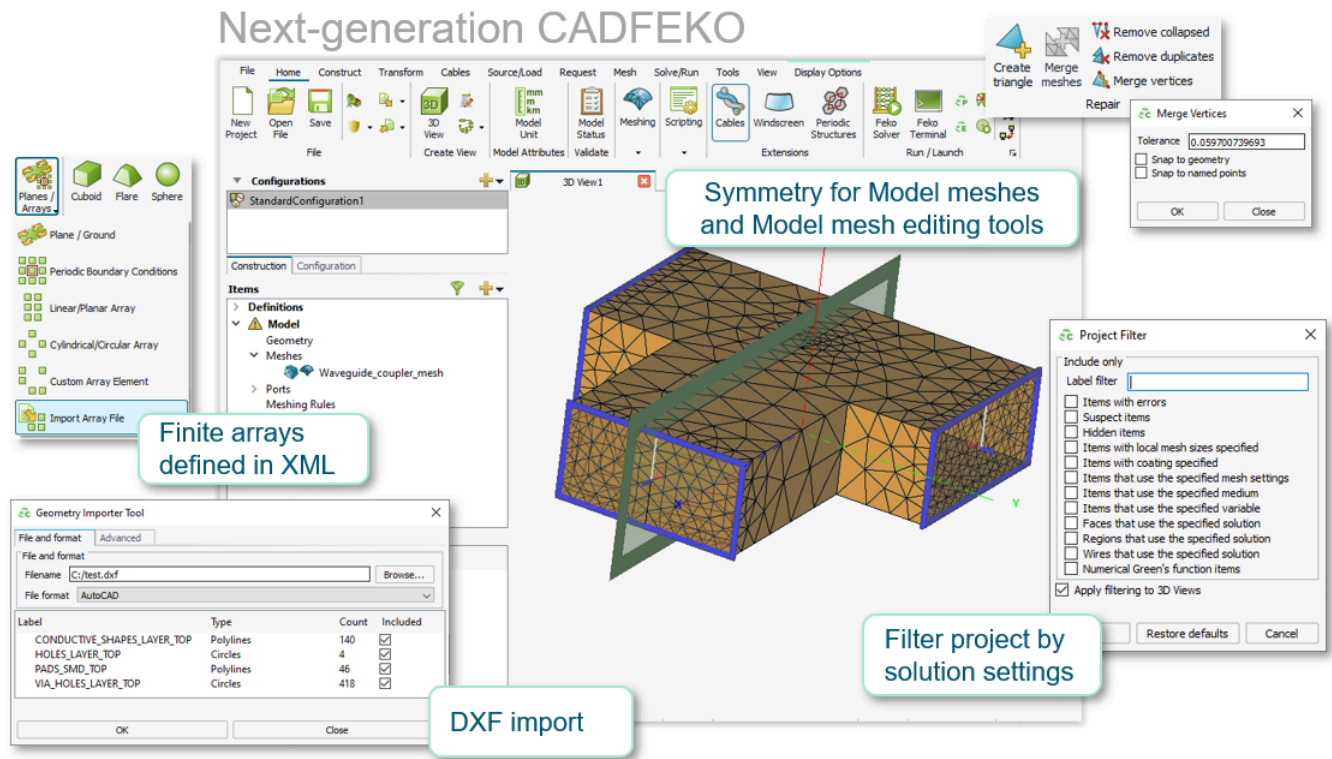 Next-generation CADFEKO
File Home Construct Transform Cables Source/Load Request Mesh Solve/Run Tools View Display Options
New Project
Open File
Save
3D View
Model Unit
Model Status
Meshing
Scripting
Cables
Windscreen
Periodic Structures
Feko Solver
Feko Terminal
File
Create View
Model Attributes
Validate
Extensions
Run / Launch
Create triangle
Merge meshes
Remove collapsed
Remove duplicates
Merge vertices
Repair
Merge Vertices
Tolerance 0.059700739693
Snap to geometry
Snap to named points
OK Close
Planes / Arrays
Cuboid
Flare
Sphere
Plane / Ground
Periodic Boundary Conditions
Linear/Planar Array
Cylindrical/Circular Array
Custom Array Element
Import Array File
Finite arrays
defined in XML
Configurations
StandardConfiguration1
Construction Configuration
Items
Definitions
Model
Geometry
Meshes
Waveguide_coupler_mesh
Ports
Meshing Rules
3D View1
Symmetry for Model meshes
and Model mesh editing tools
X
Y
Project Filter
Include only
Label filter
Items with errors
Suspect items
Hidden items
Items with local mesh sizes specified
Items with coating specified
Items that use the specified mesh settings
Items that use the specified medium
Items that use the specified variable
Faces that use the specified solution
Regions that use the specified solution
Wires that use the specified solution
Numerical Green's function items
Apply filtering to 3D Views
Restore defaults Cancel
Filter project by
solution settings
Geometry Importer Tool
File and format Advanced
File and format
Filename C:/test.dxf Browse...
File format AutoCAD
Label Type Count Included
CONDUCTIVE_SHAPES_LAYER_TOP Polylines 140
HOLES_LAYER_TOP Circles 4
PADS_SMD_TOP Polylines 46
VIA_HOLES_LAYER_TOP Circles 418
OK Close
DXF import